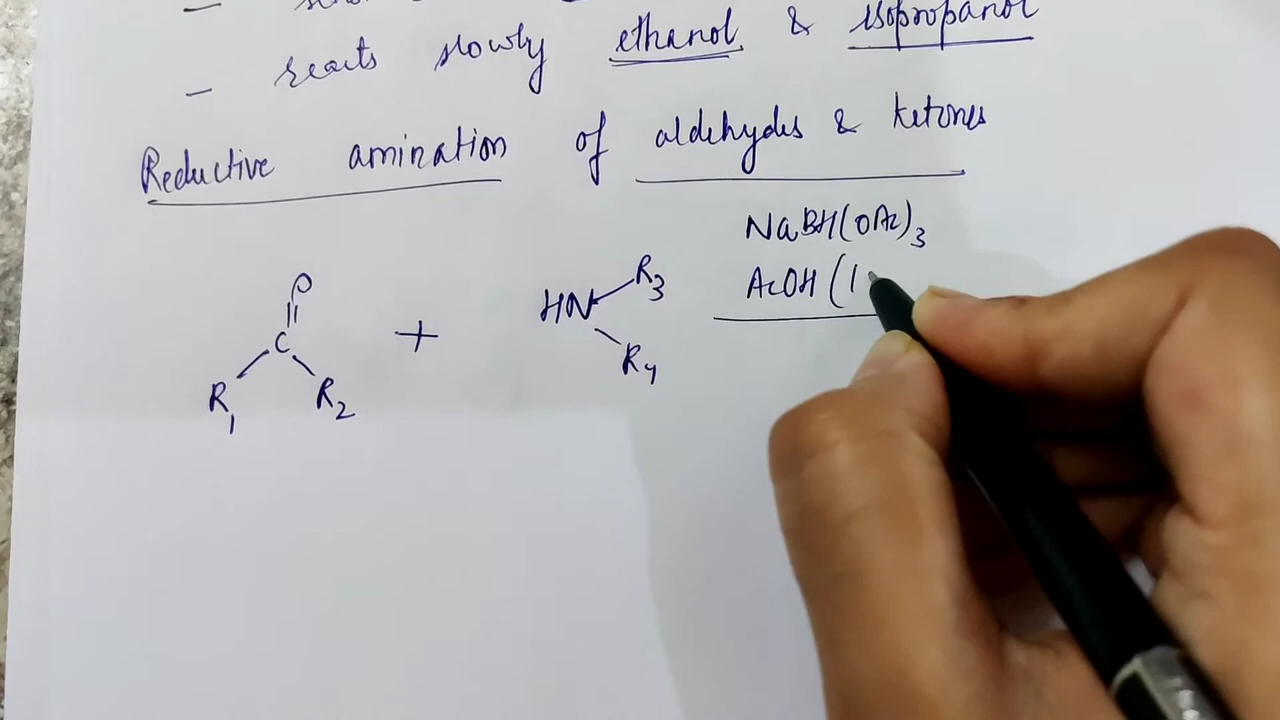 - reacts slowly ethanol & isopropanol
Reductive amination of aldehydes & ketones
NaBH(OAc)3
AcOH (1
O
C
R1 R2
+
HN
R3
R4